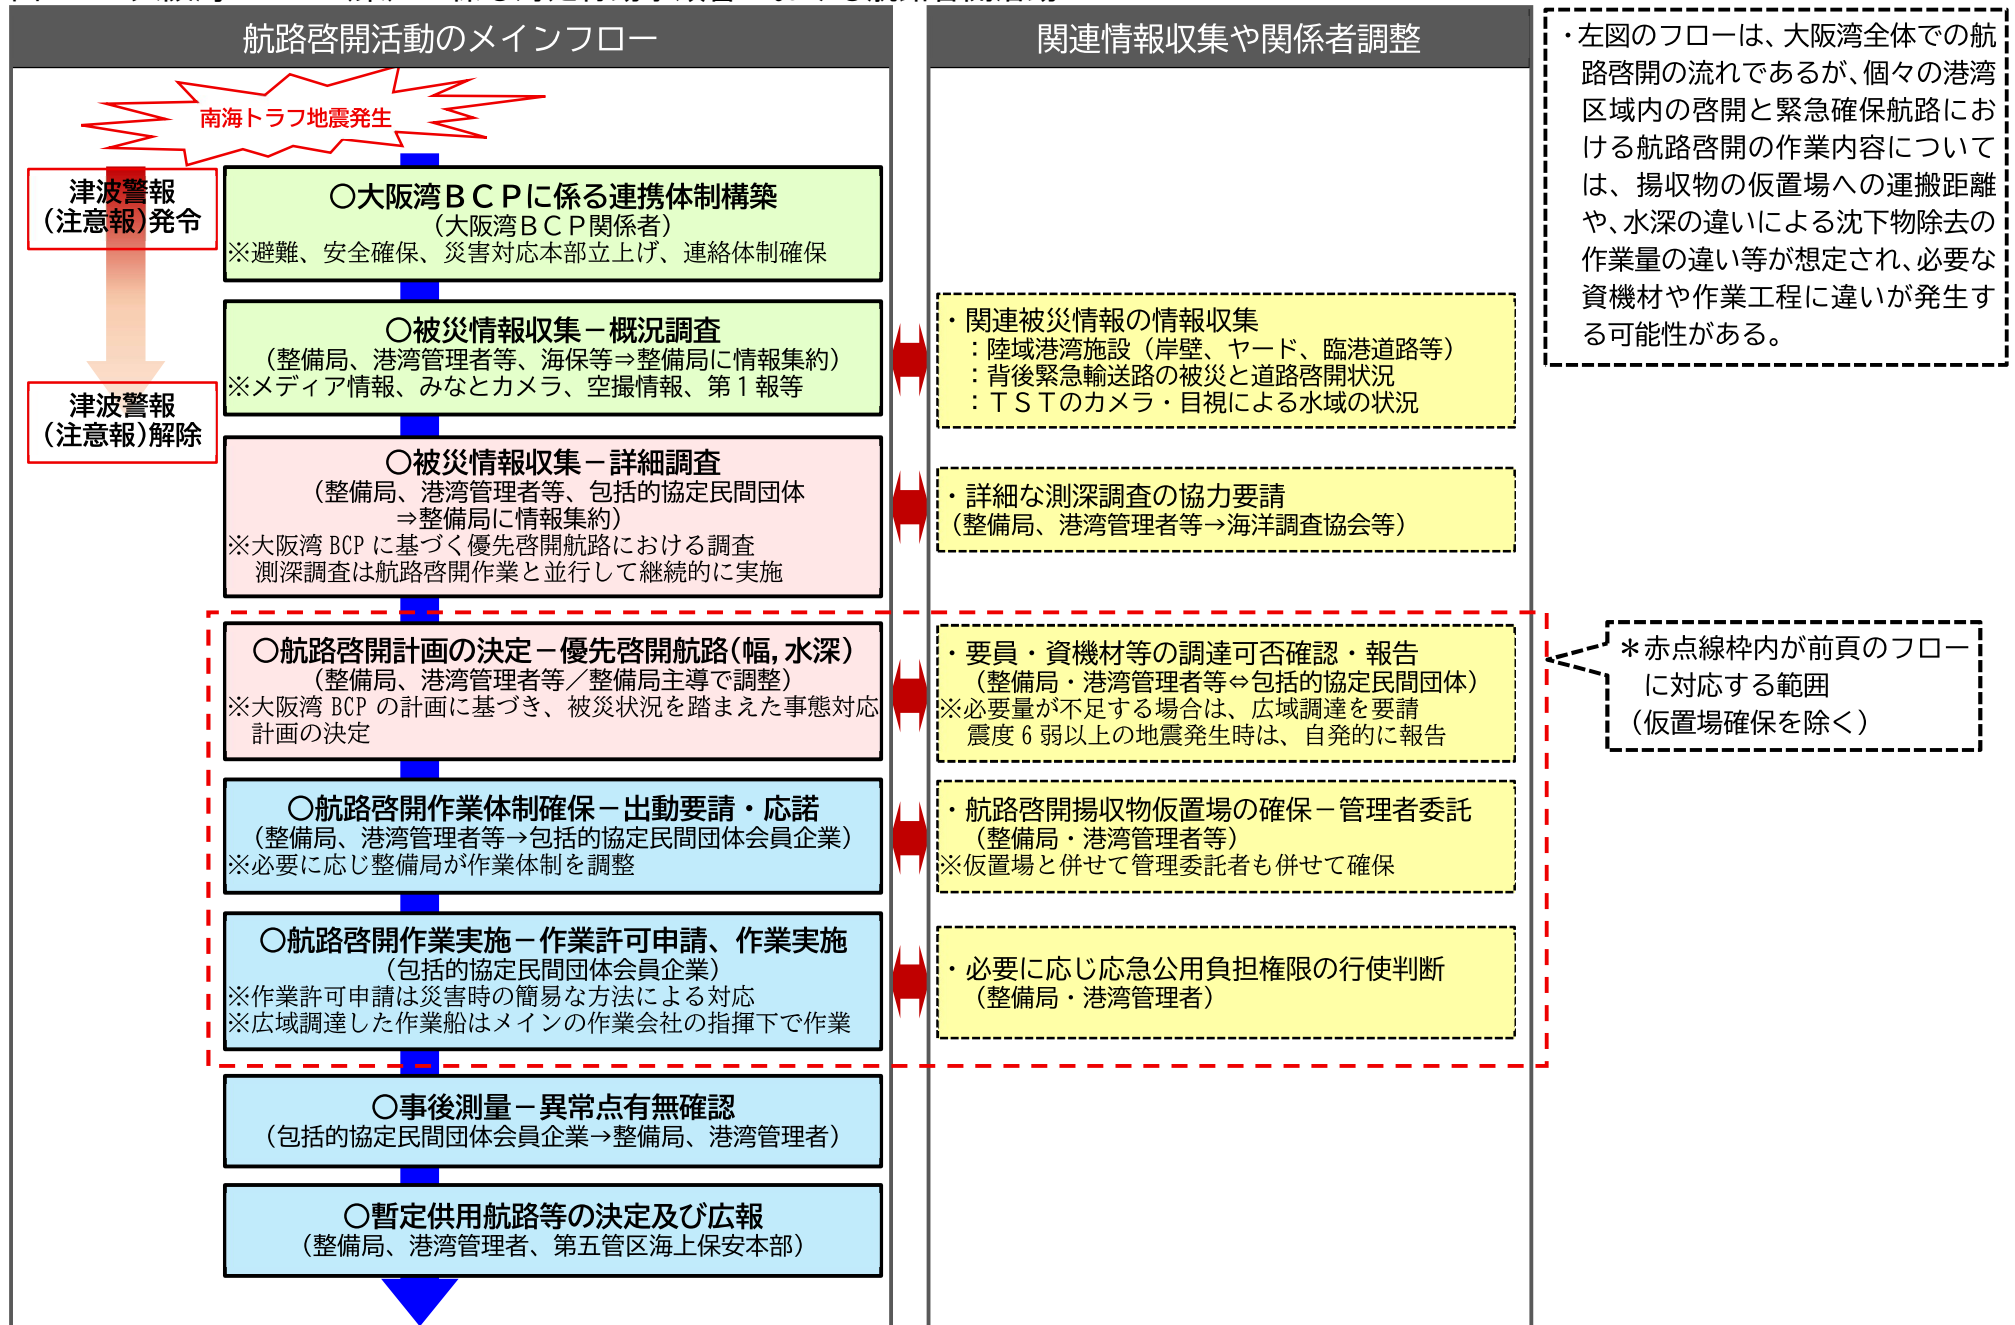 航路啓開活動のメインフロー
南海トラフ地震発生
津波警報
（注意報）発令
津波警報
（注意報）解除
○大阪湾ＢＣＰに係る連携体制構築
（大阪湾ＢＣＰ関係者）
※避難、安全確保、災害対応本部立上げ、連絡体制確保
○被災情報収集－概況調査
（整備局、港湾管理者等、海保等⇒整備局に情報集約）
※メディア情報、みなとカメラ、空撮情報、第１報等
○被災情報収集－詳細調査
（整備局、港湾管理者等、包括的協定民間団体
⇒整備局に情報集約）
※大阪湾 BCP に基づく優先啓開航路における調査
測深調査は航路啓開作業と並行して継続的に実施
○航路啓開計画の決定－優先啓開航路（幅，水深）
（整備局、港湾管理者等／整備局主導で調整）
※大阪湾 BCP の計画に基づき、被災状況を踏まえた事態対応
計画の決定
○航路啓開作業体制確保－出動要請・応諾
（整備局、港湾管理者等→包括的協定民間団体会員企業）
※必要に応じ整備局が作業体制を調整
○航路啓開作業実施－作業許可申請、作業実施
（包括的協定民間団体会員企業）
※作業許可申請は災害時の簡易な方法による対応
※広域調達した作業船はメインの作業会社の指揮下で作業
○事後測量－異常点有無確認
（包括的協定民間団体会員企業→整備局、港湾管理者）
○暫定供用航路等の決定及び広報
（整備局、港湾管理者、第五管区海上保安本部）
関連情報収集や関係者調整
・関連被災情報の情報収集
：陸域港湾施設（岸壁、ヤード、臨港道路等）
：背後緊急輸送路の被災と道路啓開状況
：ＴＳＴのカメラ・目視による水域の状況
・詳細な測深調査の協力要請
（整備局、港湾管理者等→海洋調査協会等）
・要員・資機材等の調達可否確認・報告
（整備局・港湾管理者等⇔包括的協定民間団体）
※必要量が不足する場合は、広域調達を要請
震度 6 弱以上の地震発生時は、自発的に報告
・航路啓開揚収物仮置場の確保－管理者委託
（整備局・港湾管理者等）
※仮置場と併せて管理委託者も併せて確保
・必要に応じ応急公用負担権限の行使判断
（整備局・港湾管理者）
・左図のフローは、大阪湾全体での航
路啓開の流れであるが、個々の港湾
区域内の啓開と緊急確保航路にお
ける航路啓開の作業内容について
は、揚収物の仮置場への運搬距離
や、水深の違いによる沈下物除去の
作業量の違い等が想定され、必要な
資機材や作業工程に違いが発生す
る可能性がある。
＊赤点線枠内が前頁のフロー
に対応する範囲
（仮置場確保を除く）